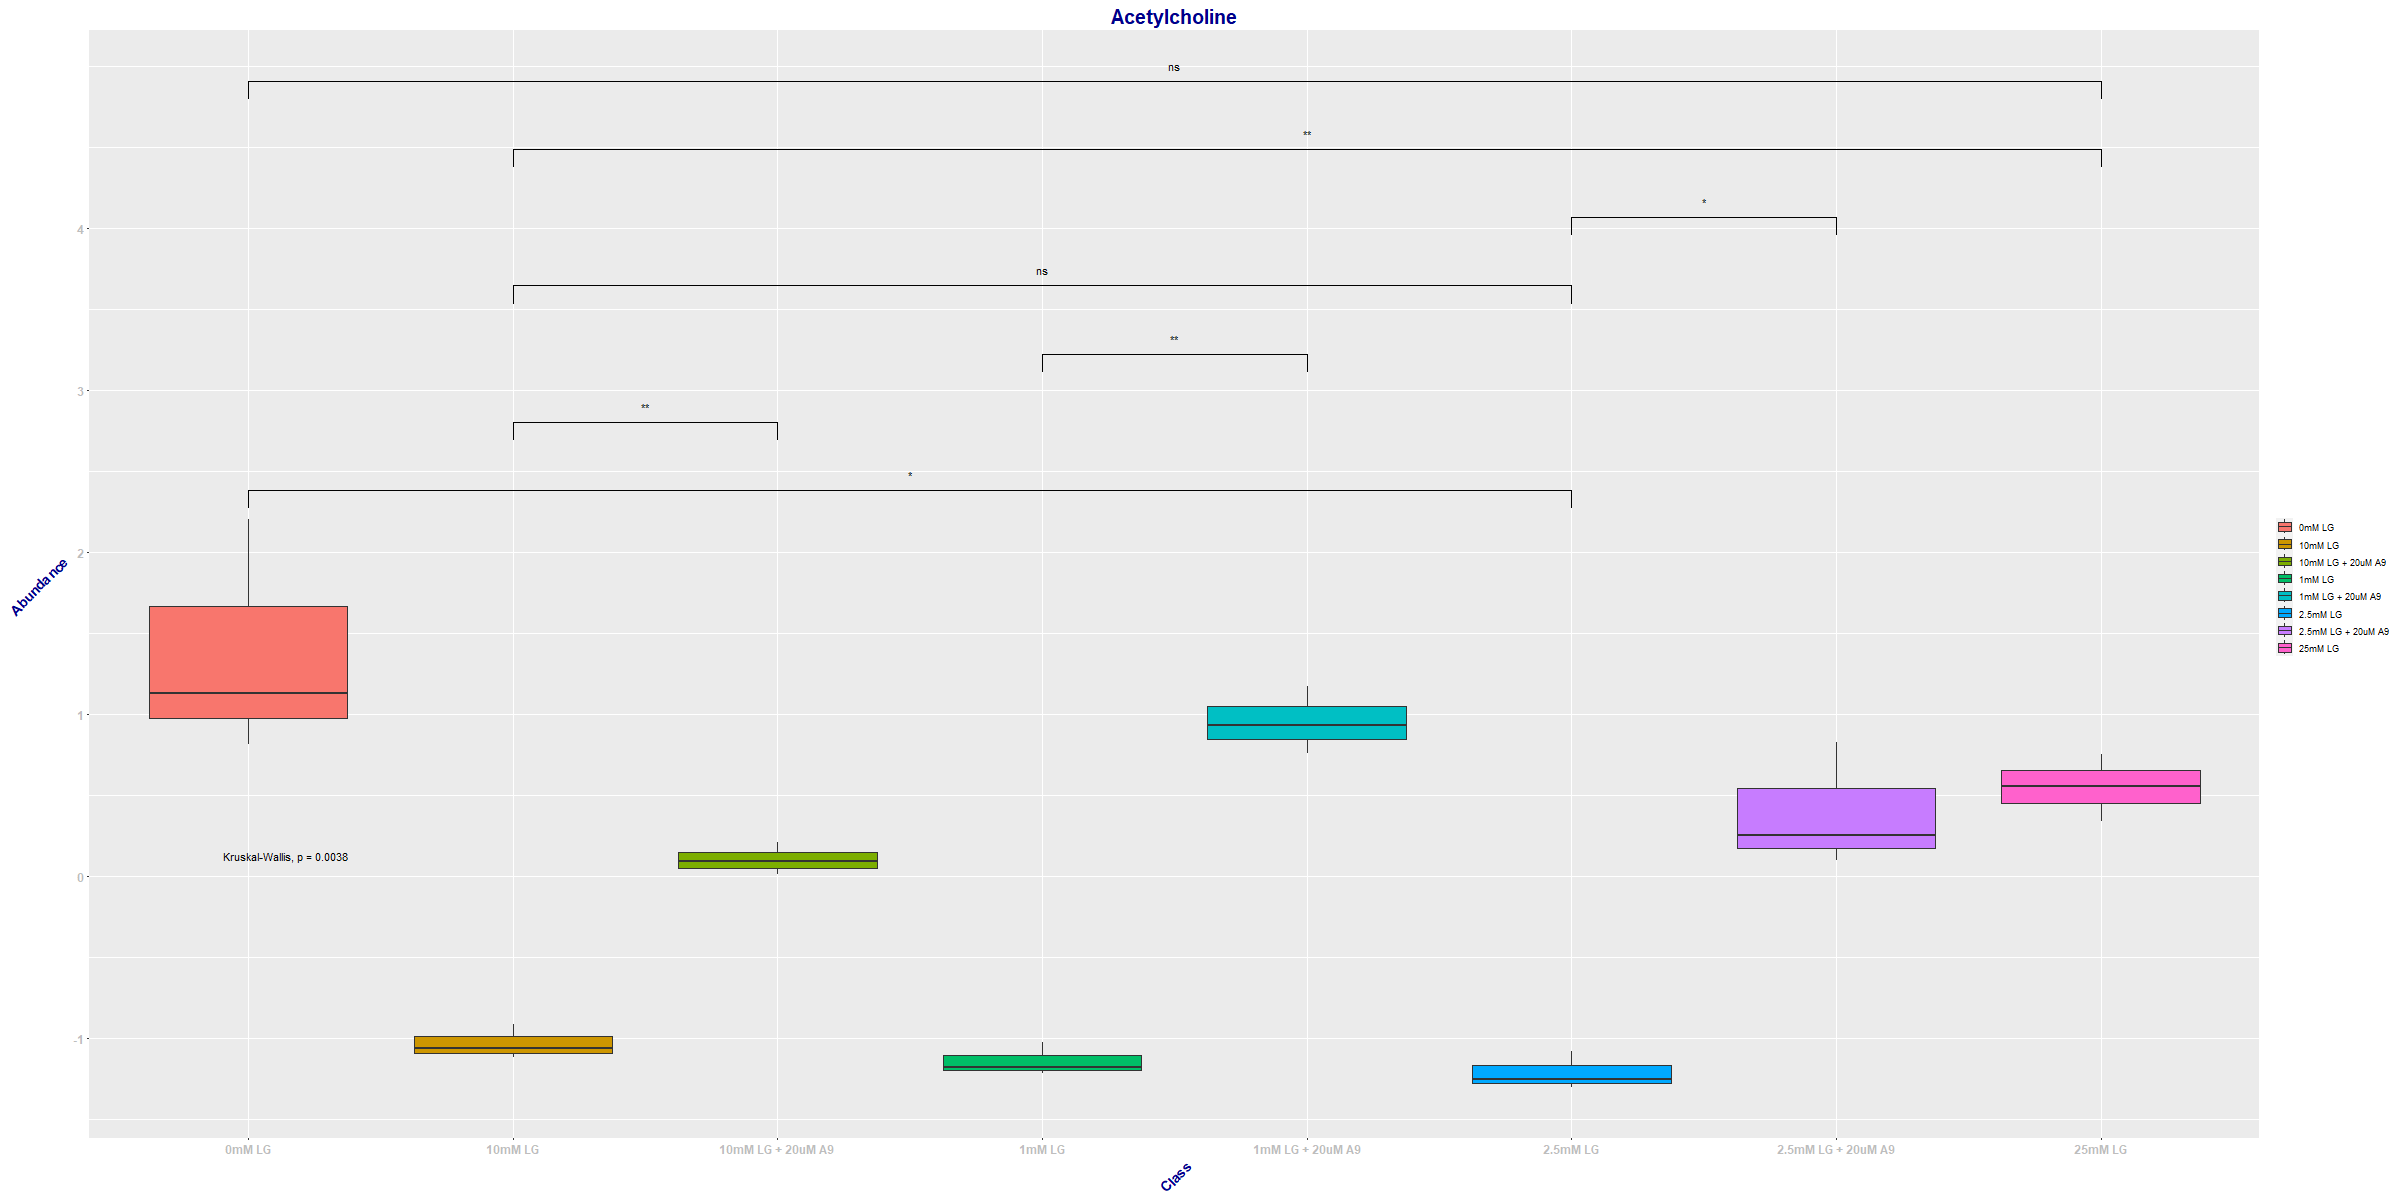 Acetylcholine
ns
**
*
ns
**
**
*
Kruskal-Wallis, p = 0.0038
4
3
2
1
0
-1
Abundance
0mM LG
10mM LG
10mM LG + 20uM A9
1mM LG
1mM LG + 20uM A9
2.5mM LG
2.5mM LG + 20uM A9
25mM LG
Class
0mM LG
10mM LG
10mM LG + 20uM A9
1mM LG
1mM LG + 20uM A9
2.5mM LG
2.5mM LG + 20uM A9
25mM LG